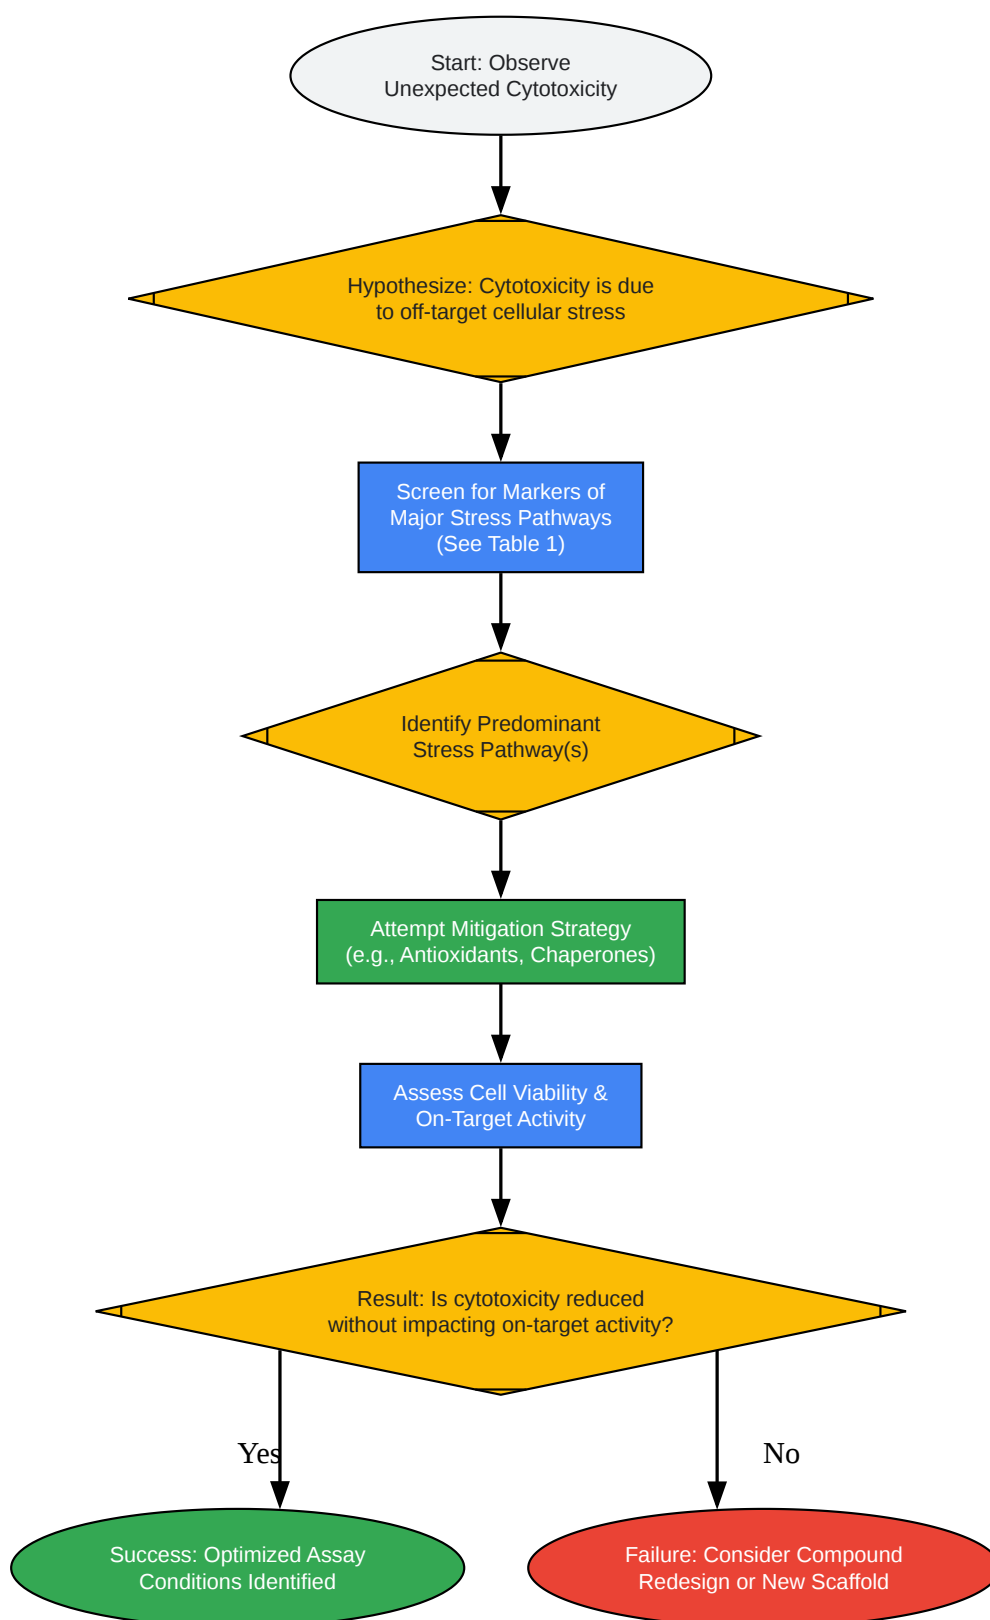 Start: Observe
Unexpected Cytotoxicity
Hypothesize: Cytotoxicity is due
to off-target cellular stress
Screen for Markers of
Major Stress Pathways
(See Table 1)
Identify Predominant
Stress Pathway(s)
Attempt Mitigation Strategy
(e.g., Antioxidants, Chaperones)
Assess Cell Viability &
On-Target Activity
Result: Is cytotoxicity reduced
without impacting on-target activity?
Yes
No
Success: Optimized Assay
Conditions Identified
Failure: Consider Compound
Redesign or New Scaffold